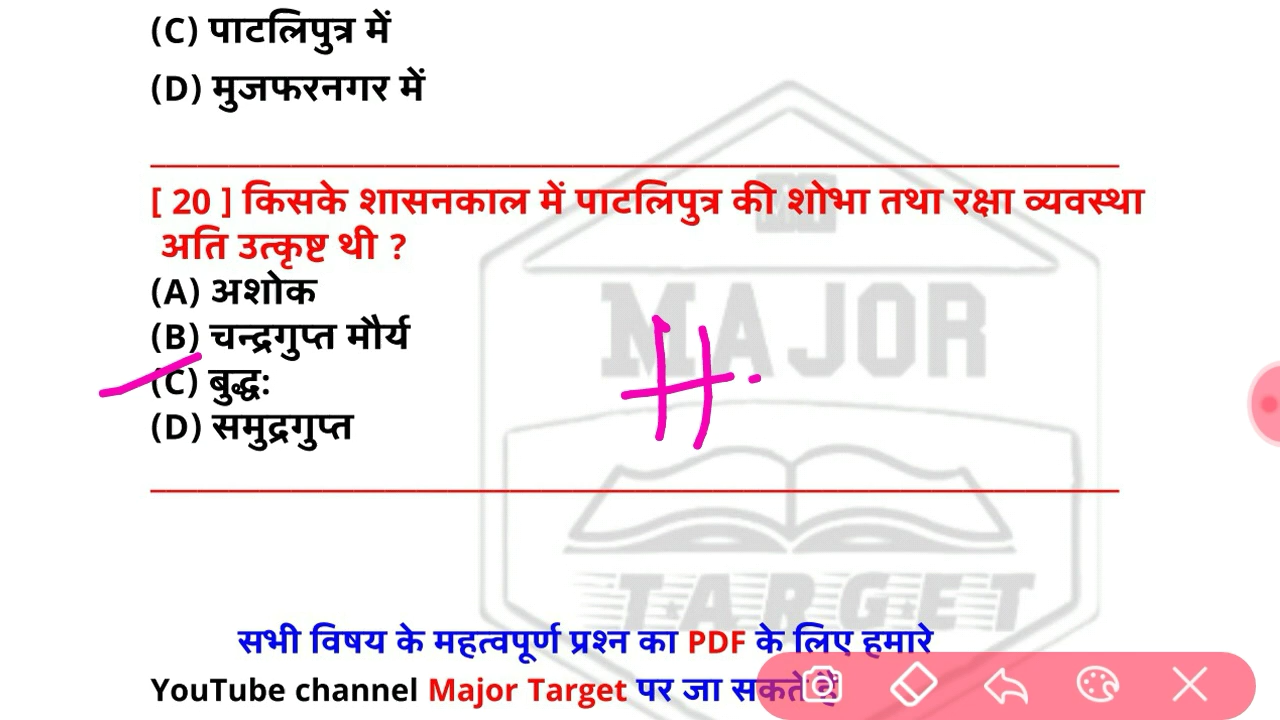 (C) पाटलिपुत्र में
(D) मुजफरनगर में
[ 20 ] किसके शासनकाल में पाटलिपुत्र की शोभा तथा रक्षा व्यवस्था
अति उत्कृष्ट थी ?
(A) अशोक
(B) चन्द्रगुप्त मौर्य
(C) बुद्धः
(D) समुद्रगुप्त
MAJOR
TARGET
सभी विषय के महत्वपूर्ण प्रश्न का PDF के लिए हमारे
YouTube channel Major Target पर जा सकते हैं